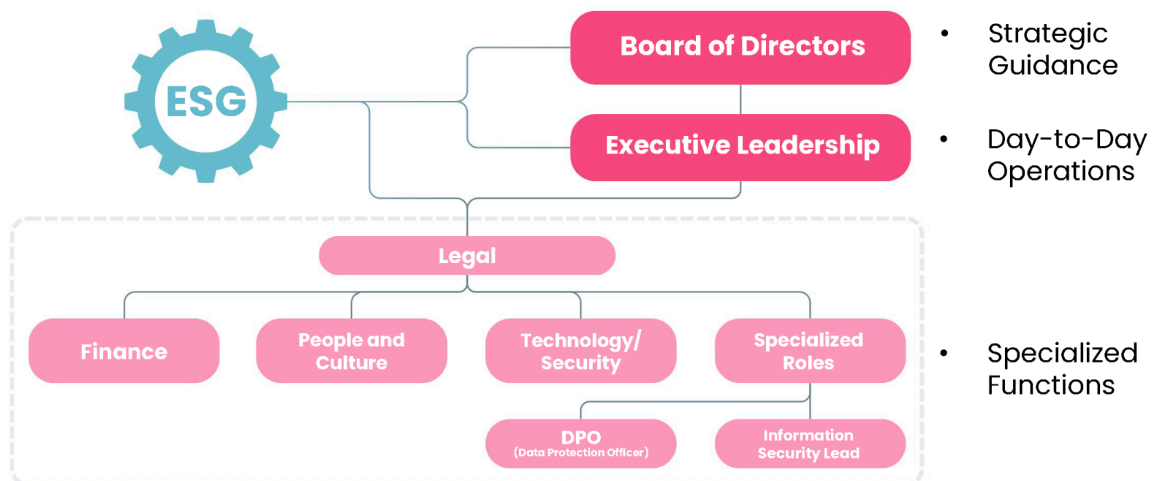 ESG
Board of Directors
• Strategic
Guidance
Executive Leadership
• Day-to-Day
Operations
Legal
Finance
People and
Culture
Technology/
Security
Specialized
Roles
• Specialized
Functions
DPO
(Data Protection Officer)
Information
Security Lead